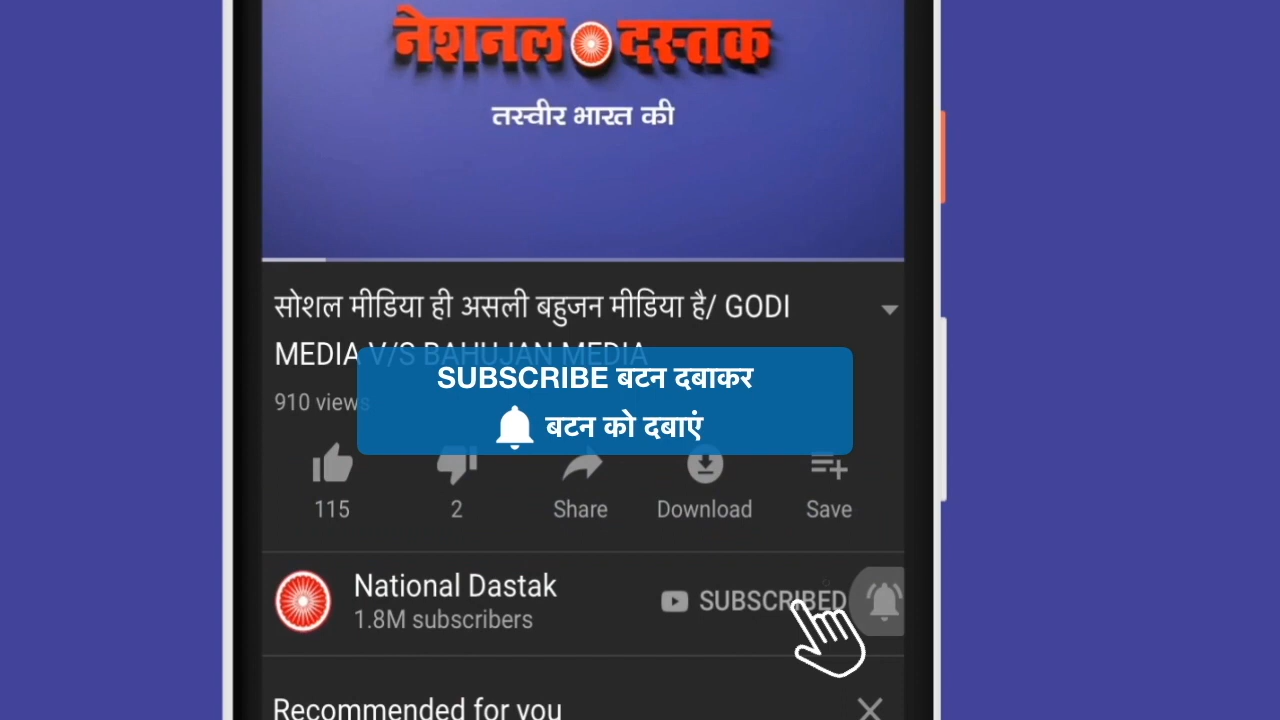 नेशनल दस्तक
तस्वीर भारत की
सोशल मीडिया ही असली बहुजन मीडिया है/ GODI
MEDIA V/S BAHUJAN MEDIA
910 views
SUBSCRIBE बटन दबाकर
बटन को दबाएं
115
2
Share
Download
Save
National Dastak
1.8M subscribers
SUBSCRIBED
Recommended for you